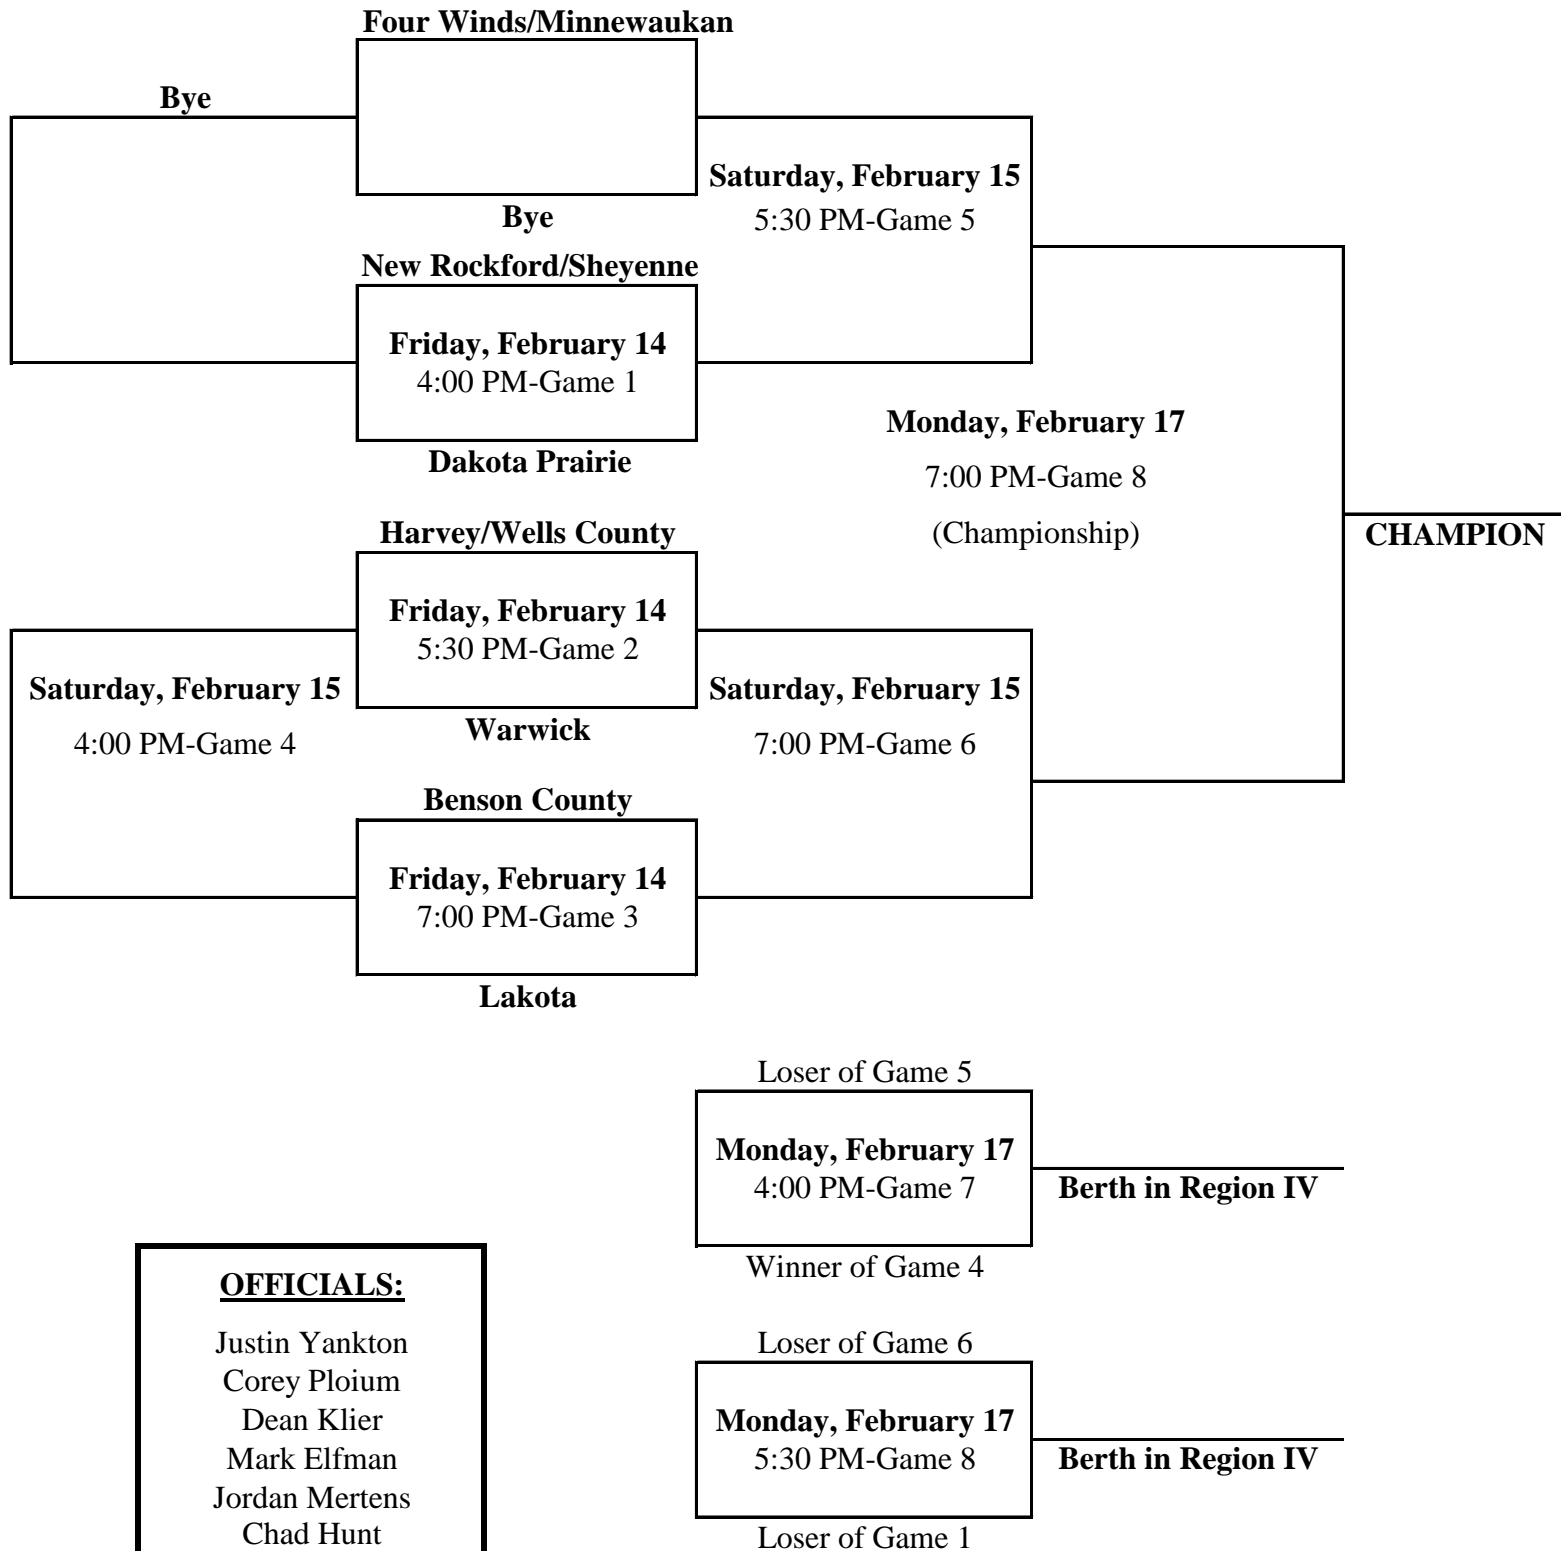 Four Winds/Minnewaukan
Bye
Saturday, February 15
5:30 PM-Game 5
Bye
New Rockford/Sheyenne
Friday, February 14
4:00 PM-Game 1
Dakota Prairie
Monday, February 17
7:00 PM-Game 8
(Championship)
CHAMPION
Harvey/Wells County
Friday, February 14
5:30 PM-Game 2
Warwick
Saturday, February 15
4:00 PM-Game 4
Saturday, February 15
7:00 PM-Game 6
Benson County
Friday, February 14
7:00 PM-Game 3
Lakota
Loser of Game 5
Monday, February 17
4:00 PM-Game 7
Berth in Region IV
Winner of Game 4
OFFICIALS:
Justin Yankton
Corey Ploium
Dean Klier
Mark Elfman
Jordan Mertens
Chad Hunt
Loser of Game 6
Monday, February 17
5:30 PM-Game 8
Berth in Region IV
Loser of Game 1